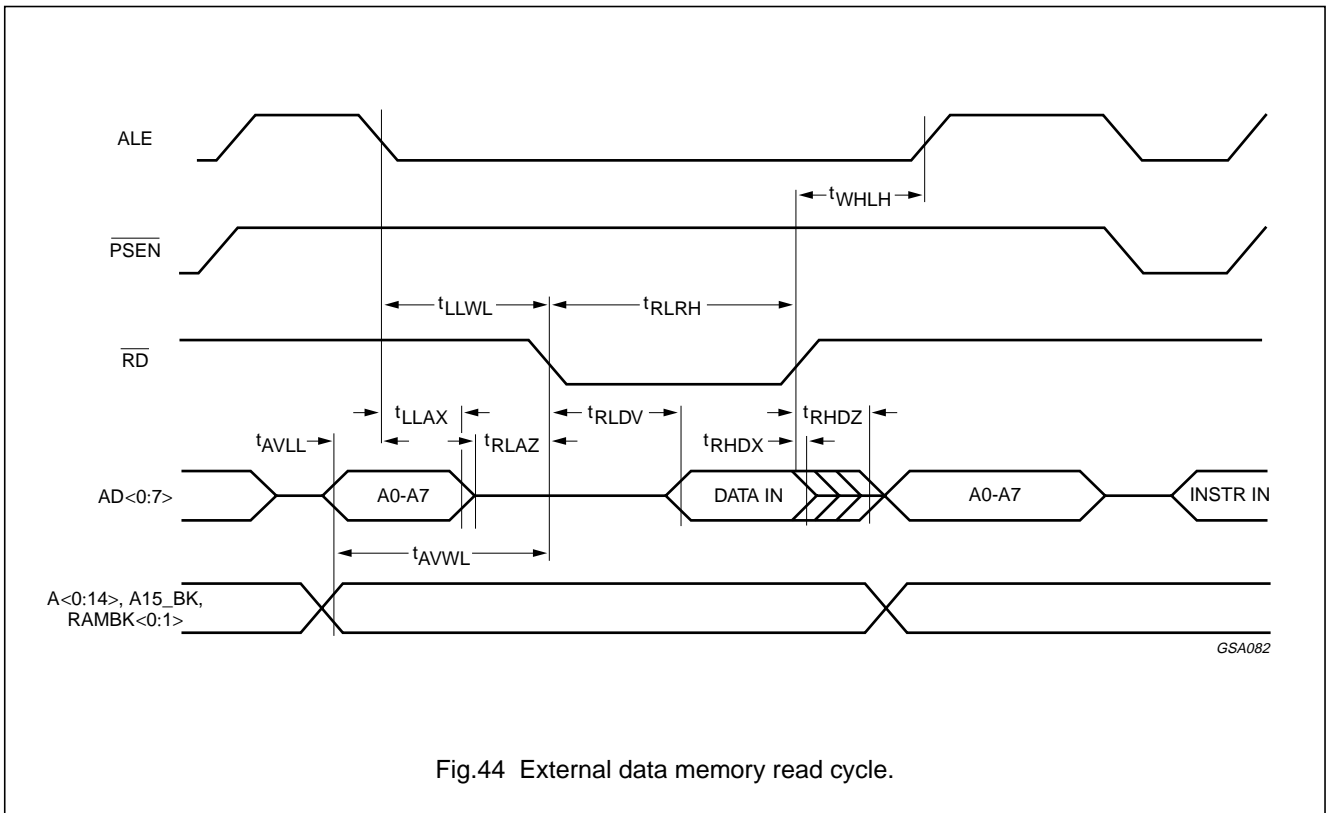 ALE
tWHLH
PSEN
tLLWL
tRLRH
RD
tLLAX
tRLDV
tRHDZ
tAVLL
tRLAZ
tRHDX
AD<0:7>
A0-A7
DATA IN
A0-A7
INSTR IN
tAVWL
A<0:14>, A15_BK,
RAMBK<0:1>
GSA082
Fig.44 External data memory read cycle.